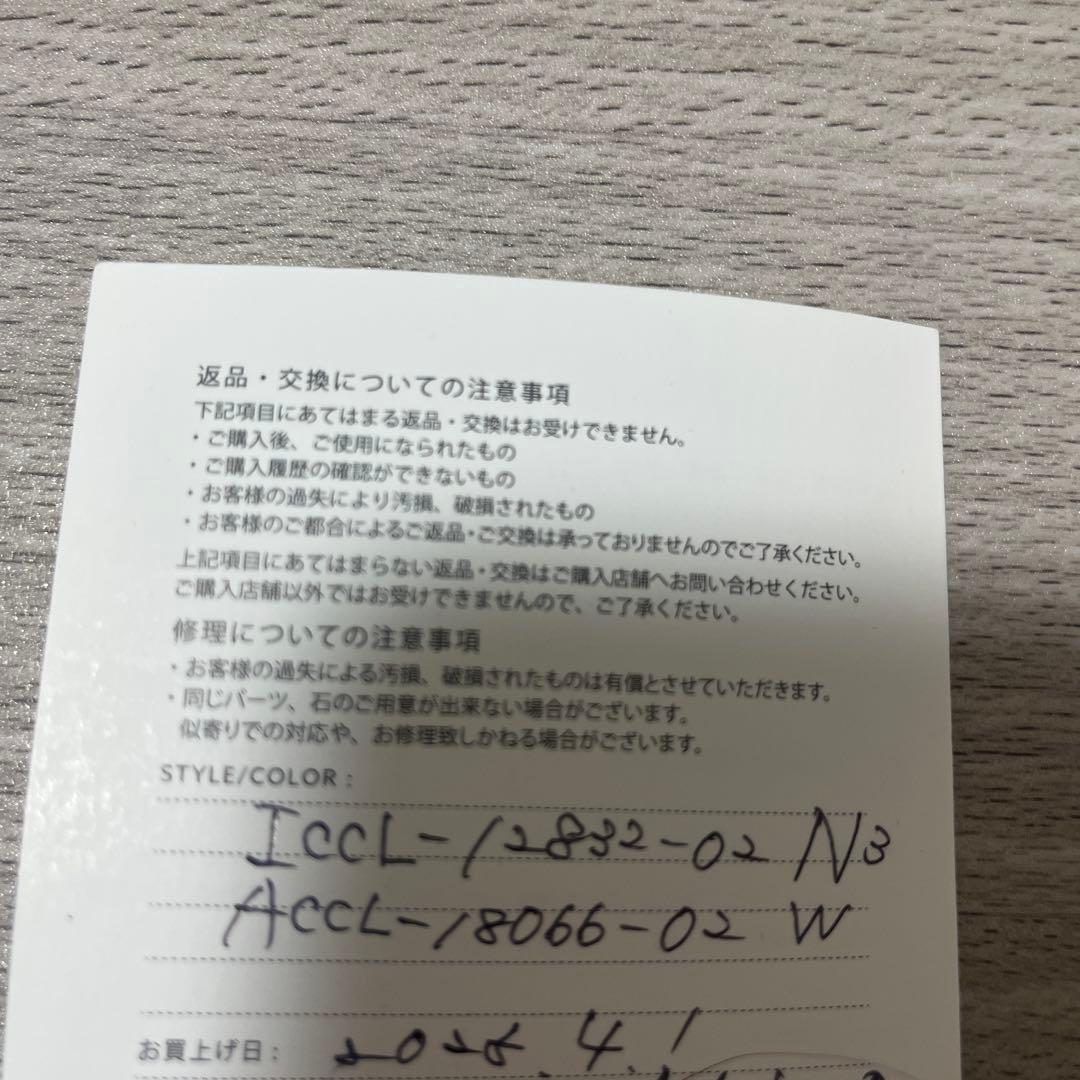 返品・交換についての注意事項
下記項目にあてはまる返品・交換はお受けできません。
・ご購入後、ご使用になられたもの
・ご購入履歴の確認ができないもの
・お客様の過失により汚損、破損されたもの
・お客様のご都合によるご返品・ご交換は承っておりませんのでご了承ください。
上記項目にあてはまらない返品・交換はご購入店舗へお問い合わせください。
ご購入店舗以外ではお受けできませんので、ご了承ください。
修理についての注意事項
・お客様の過失による汚損、破損されたものは有償とさせていただきます。
・同じパーツ、石のご用意が出来ない場合がございます。
似寄りでの対応や、お修理致しかねる場合がございます。
STYLE/COLOR :
ICCL-12832-02 N3
ACCL-18066-02 W
お買上げ日 : 4.1